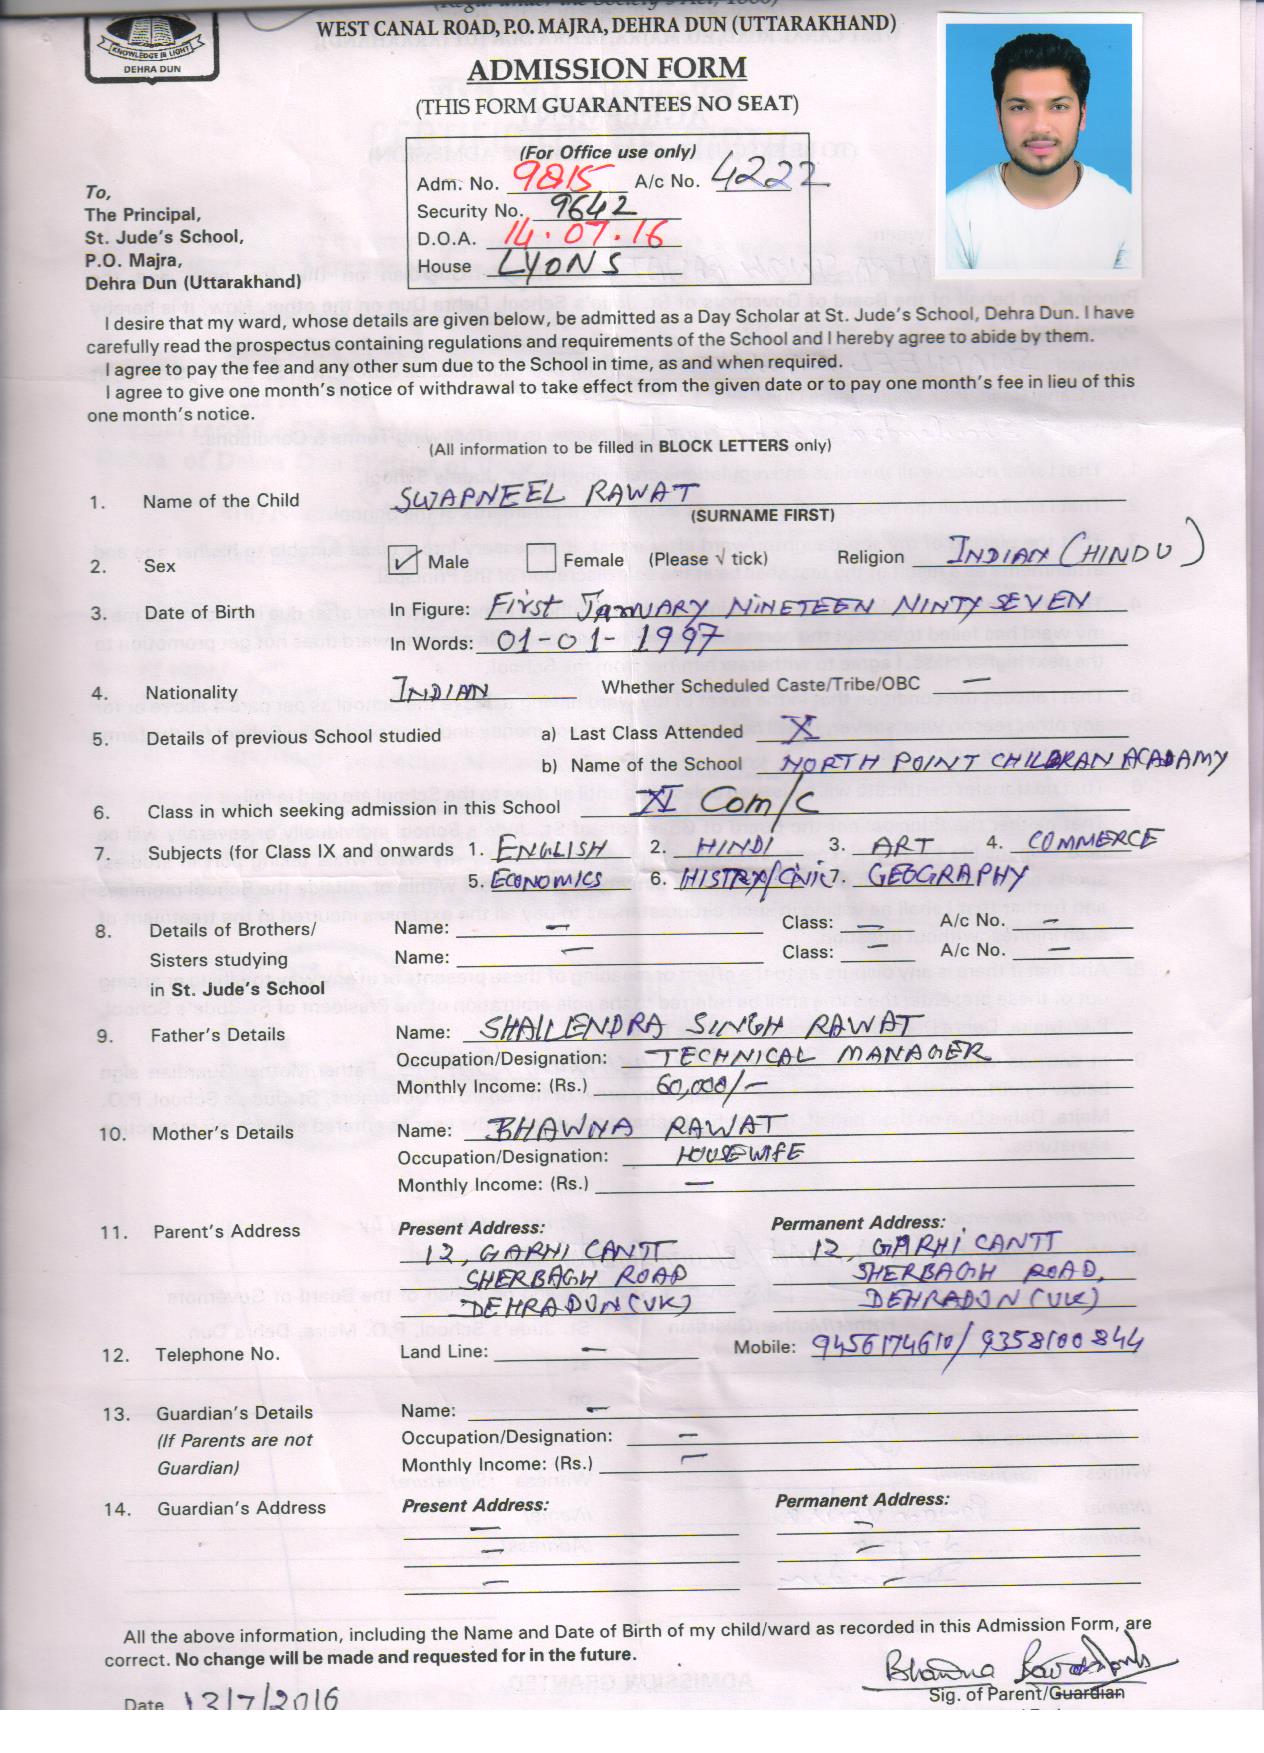 KNOWLEDGE IS LIGHT
DEHRA DUN
WEST CANAL ROAD, P.O. MAJRA, DEHRA DUN (UTTARAKHAND)
ADMISSION FORM
(THIS FORM GUARANTEES NO SEAT)
(For Office use only)
Adm. No. 9815 A/c No. 4222
Security No. 9642
D.O.A. 14.07.16
House LYONS
To,
The Principal,
St. Jude's School,
P.O. Majra,
Dehra Dun (Uttarakhand)
I desire that my ward, whose details are given below, be admitted as a Day Scholar at St. Jude's School, Dehra Dun. I have
carefully read the prospectus containing regulations and requirements of the School and I hereby agree to abide by them.
I agree to pay the fee and any other sum due to the School in time, as and when required.
I agree to give one month's notice of withdrawal to take effect from the given date or to pay one month's fee in lieu of this
one month's notice.
(All information to be filled in BLOCK LETTERS only)
1. Name of the Child SWAPNEEL RAWAT
(SURNAME FIRST)
2. Sex Male Female (Please √ tick) Religion INDIAN (HINDU)
3. Date of Birth In Figure: First JANUARY NINETEEN NINTY SEVEN
In Words: 01-01-1997
4. Nationality INDIAN Whether Scheduled Caste/Tribe/OBC —
5. Details of previous School studied a) Last Class Attended X
b) Name of the School NORTH POINT CHILDRAN ACADAMY
6. Class in which seeking admission in this School XI Com/C
7. Subjects (for Class IX and onwards 1. ENGLISH 2. HINDI 3. ART 4. COMMERCE
5. ECONOMICS 6. HISTRY/CIVIC 7. GEOGRAPHY
8. Details of Brothers/ Name: — Class: — A/c No. —
Sisters studying Name: — Class: — A/c No. —
in St. Jude's School
9. Father's Details Name: SHAILENDRA SINGH RAWAT
Occupation/Designation: TECHNICAL MANAGER
Monthly Income: (Rs.) 60,000/-
10. Mother's Details Name: BHAWNA RAWAT
Occupation/Designation: HOUSEWIFE
Monthly Income: (Rs.) —
11. Parent's Address Present Address: Permanent Address:
12, GARHI CANTT 12, GARHI CANTT
SHERBAGH ROAD SHERBAGH ROAD,
DEHRADUN (UK) DEHRADUN (UK)
12. Telephone No. Land Line: — Mobile: 9456174610/9358100844
13. Guardian's Details Name: —
(If Parents are not Occupation/Designation: —
Guardian) Monthly Income: (Rs.) —
14. Guardian's Address Present Address: Permanent Address:
— —
— —
— —
All the above information, including the Name and Date of Birth of my child/ward as recorded in this Admission Form, are
correct. No change will be made and requested for in the future.
Bhawna Rawat
Date 13/7/2016 Sig. of Parent/Guardian